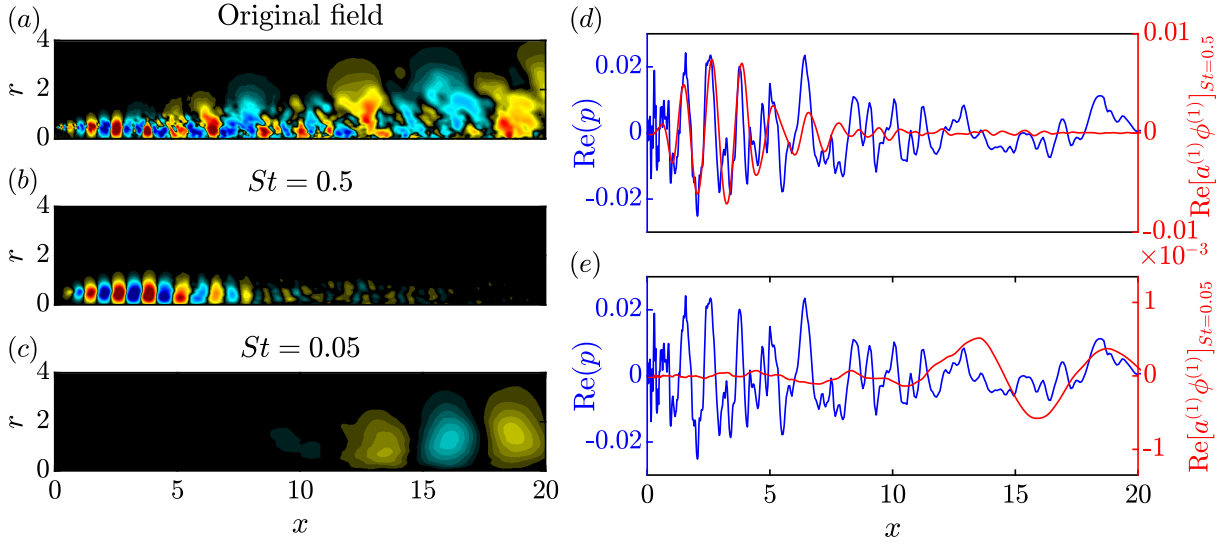 (a)
Original field
4
r
2
0
(b)
St = 0.5
4
r
2
0
(c)
St = 0.05
4
r
2
0
0
5
10
15
20
x
(d)
0.02
0
-0.02
Re(p)
0.01
0
-0.01
Re[a⁽¹⁾ϕ⁽¹⁾]St=0.5
(e)
×10⁻³
0.02
0
-0.02
Re(p)
1
0
-1
Re[a⁽¹⁾ϕ⁽¹⁾]St=0.05
0
5
10
15
20
x